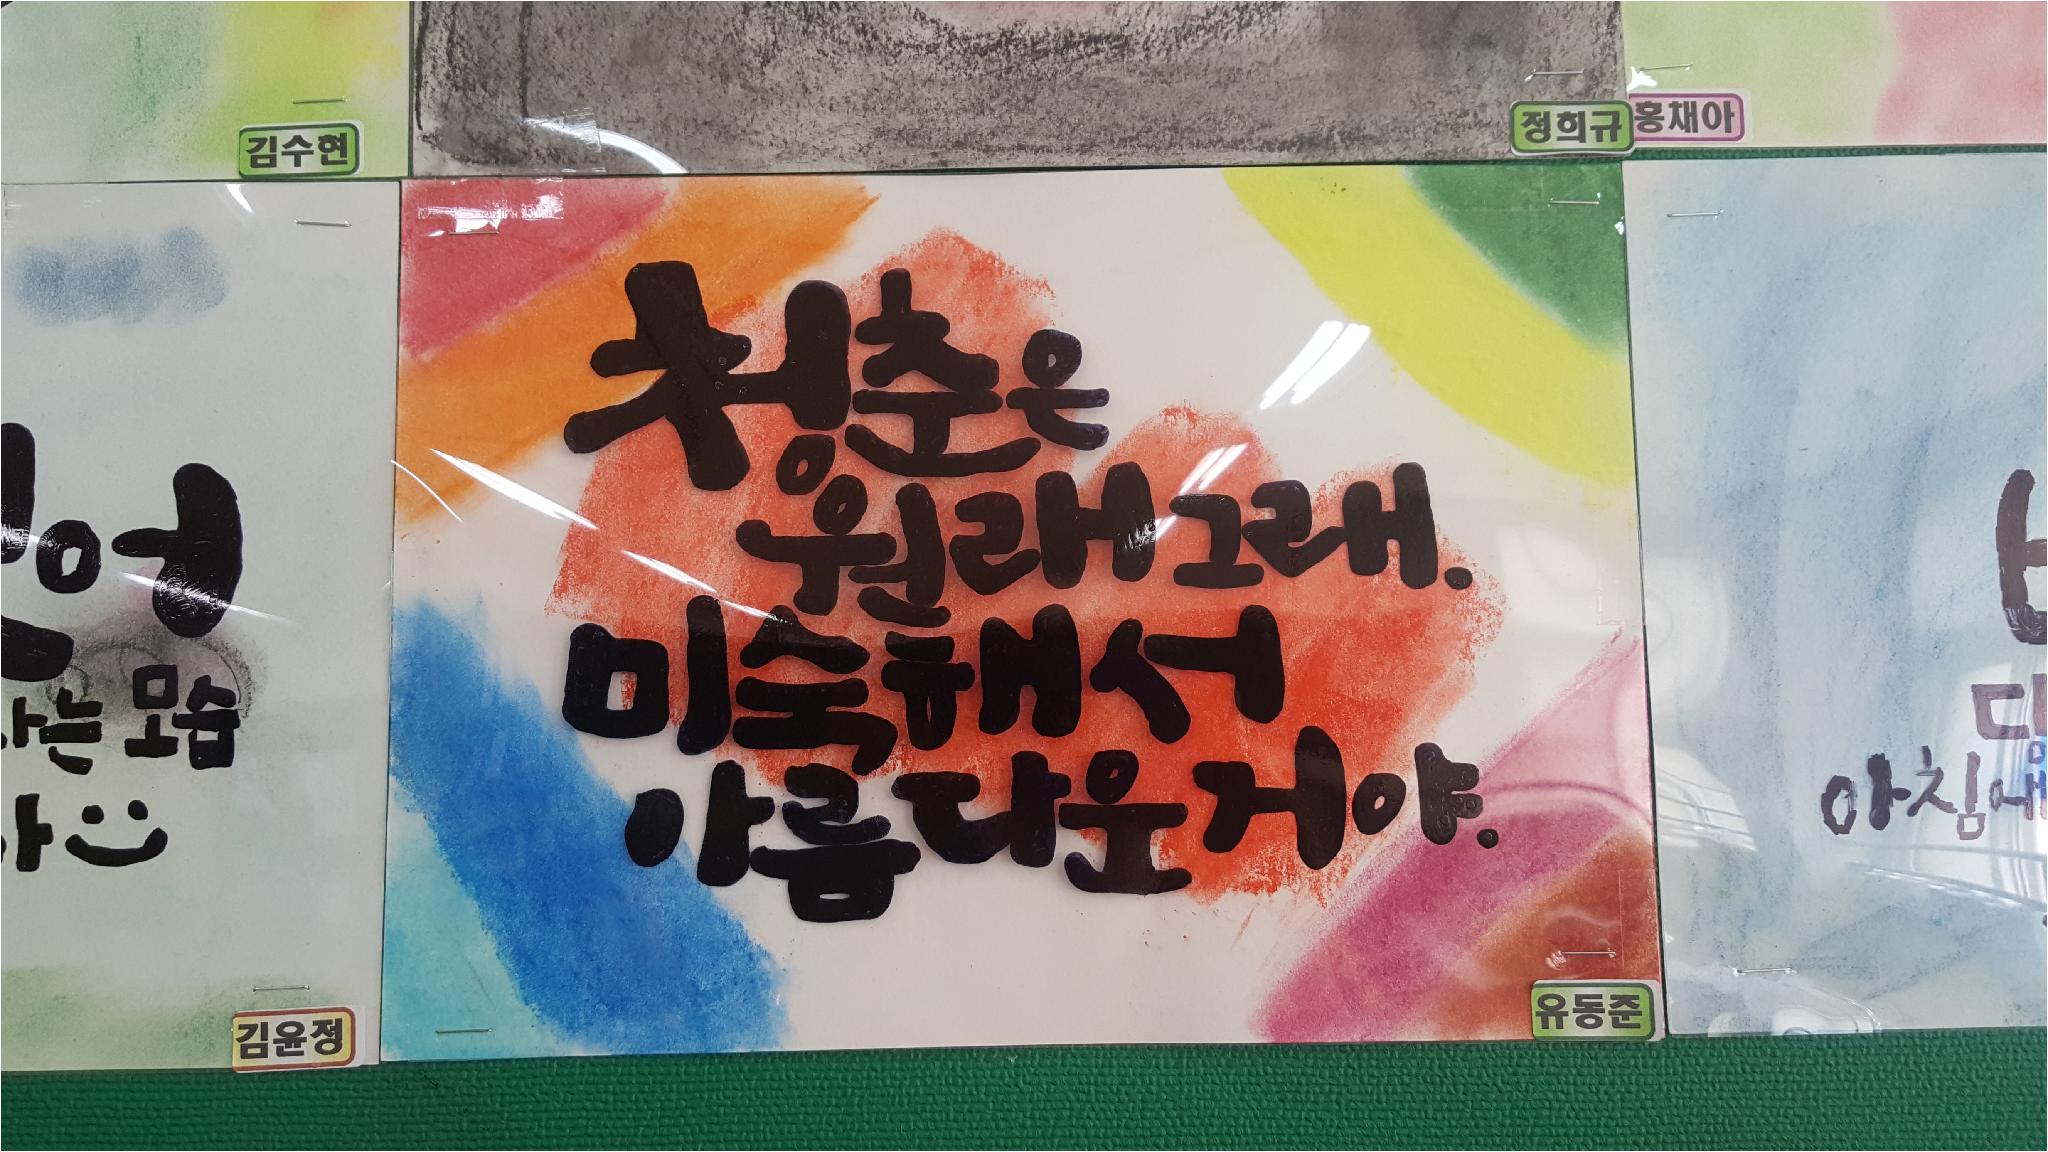 김수현
정희규
홍채아
청춘은
원래 그래.
미숙해서
아름다운 거야.
모습
김윤정
유동준
아침에